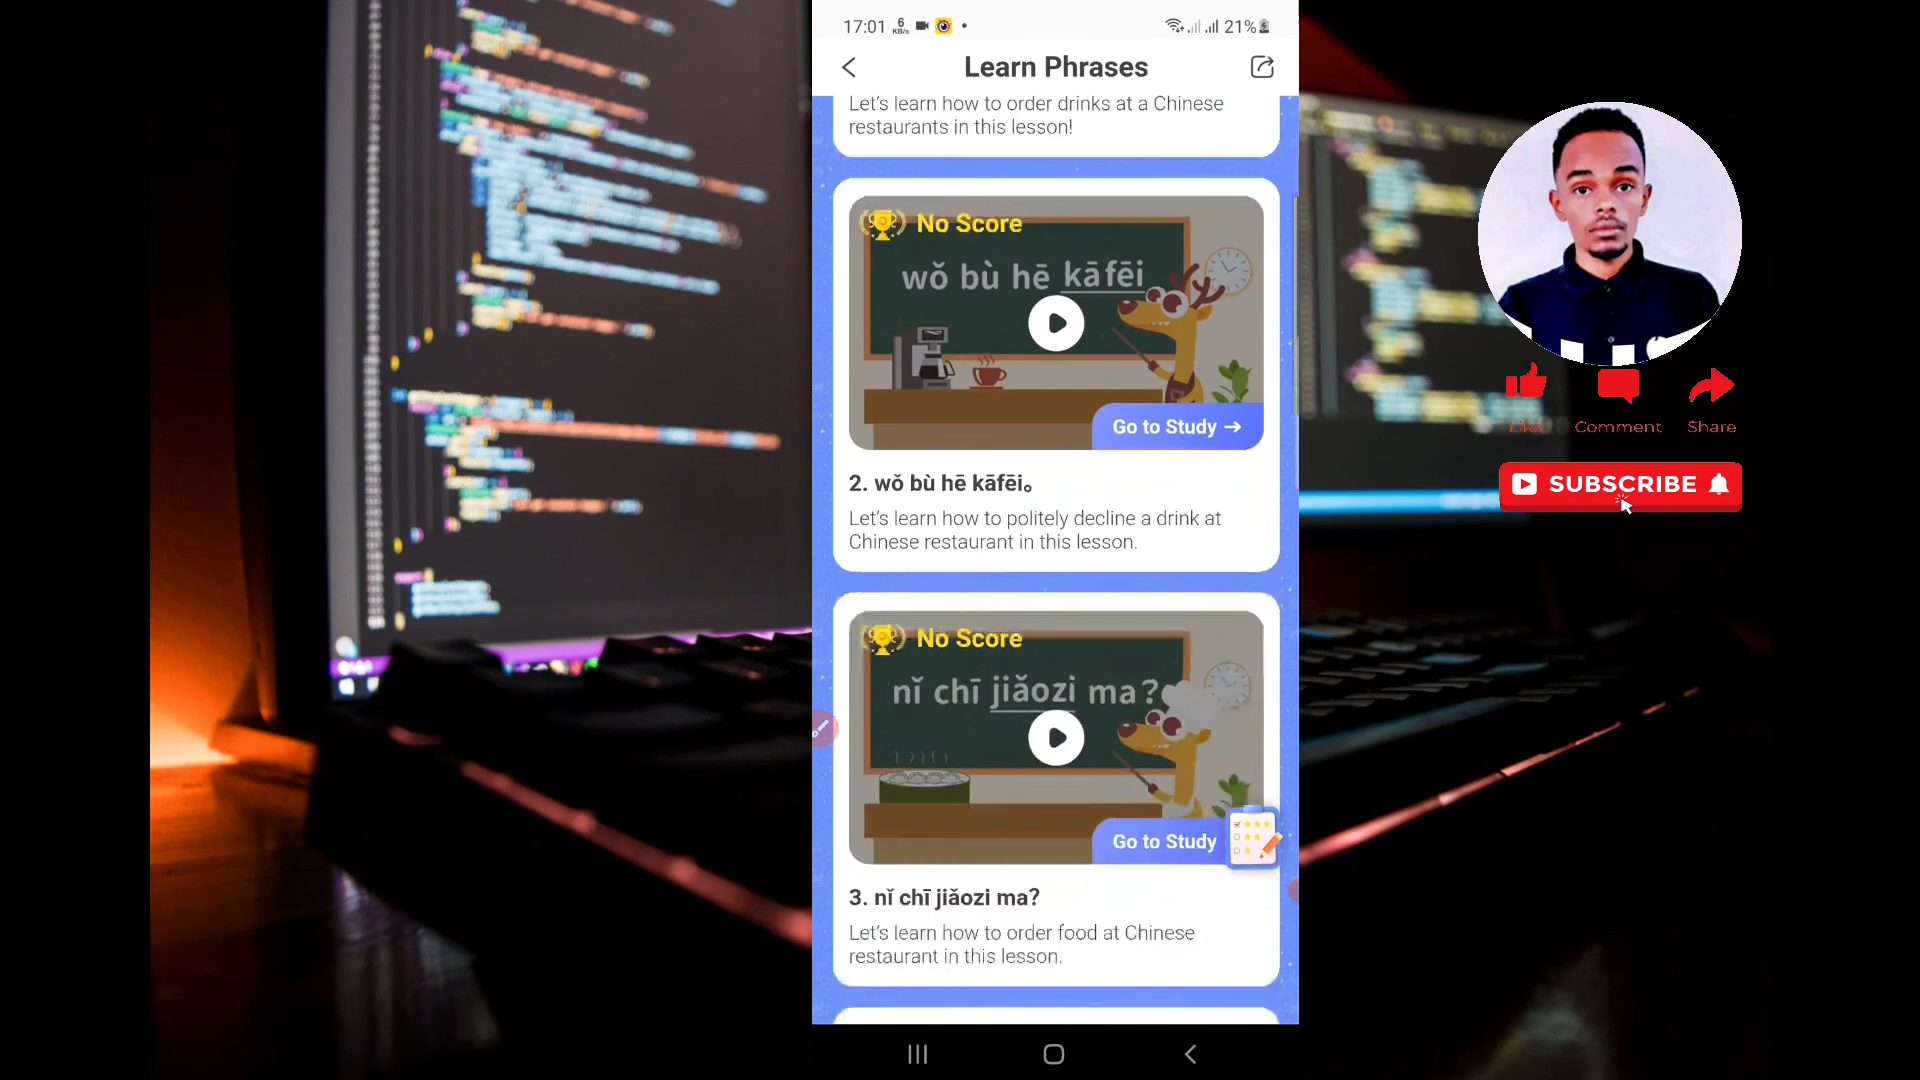 17:01 6 KB/s 21%
Learn Phrases
Let's learn how to order drinks at a Chinese
restaurants in this lesson!
No Score
wǒ bù hē kāfēi
Go to Study →
2. wǒ bù hē kāfēi。
Let's learn how to politely decline a drink at
Chinese restaurant in this lesson.
No Score
nǐ chī jiǎozi ma?
Go to Study
3. nǐ chī jiǎozi ma?
Let's learn how to order food at Chinese
restaurant in this lesson.
Like Comment Share
SUBSCRIBE